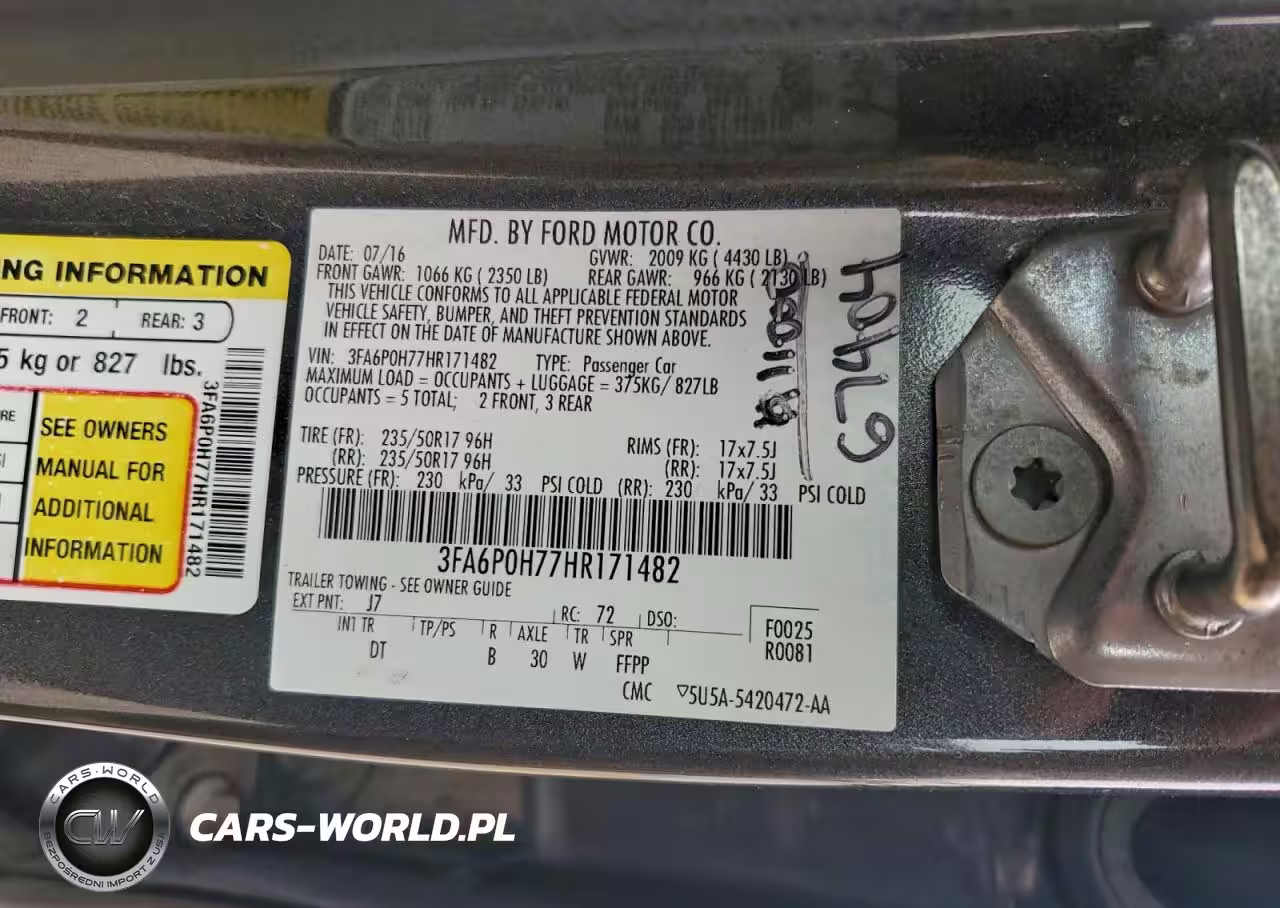 NG INFORMATION
FRONT: 2 REAR: 3
5 kg or 827 lbs.
RE
SEE OWNERS
MANUAL FOR
ADDITIONAL
INFORMATION
3FA6P0H77HR171482
MFD. BY FORD MOTOR CO.
DATE: 07/16 GVWR: 2009 KG ( 4430 LB)
FRONT GAWR: 1066 KG ( 2350 LB) REAR GAWR: 966 KG ( 2130 LB)
THIS VEHICLE CONFORMS TO ALL APPLICABLE FEDERAL MOTOR
VEHICLE SAFETY, BUMPER, AND THEFT PREVENTION STANDARDS
IN EFFECT ON THE DATE OF MANUFACTURE SHOWN ABOVE.
VIN: 3FA6P0H77HR171482 TYPE: Passenger Car
MAXIMUM LOAD = OCCUPANTS + LUGGAGE = 375KG/ 827LB
OCCUPANTS = 5 TOTAL; 2 FRONT, 3 REAR
TIRE (FR): 235/50R17 96H RIMS (FR): 17x7.5J
(RR): 235/50R17 96H (RR): 17x7.5J
PRESSURE (FR): 230 kPa/ 33 PSI COLD (RR): 230 kPa/ 33 PSI COLD
3FA6P0H77HR171482
TRAILER TOWING - SEE OWNER GUIDE
EXT PNT: J7 RC: 72 DSO:
INT TR TP/PS R AXLE TR SPR F0025
DT B 30 W FFPP R0081
CMC ▽5U5A-5420472-AA
CARS-WORLD
CW
BEZPOŚREDNI IMPORT Z USA
CARS-WORLD.PL